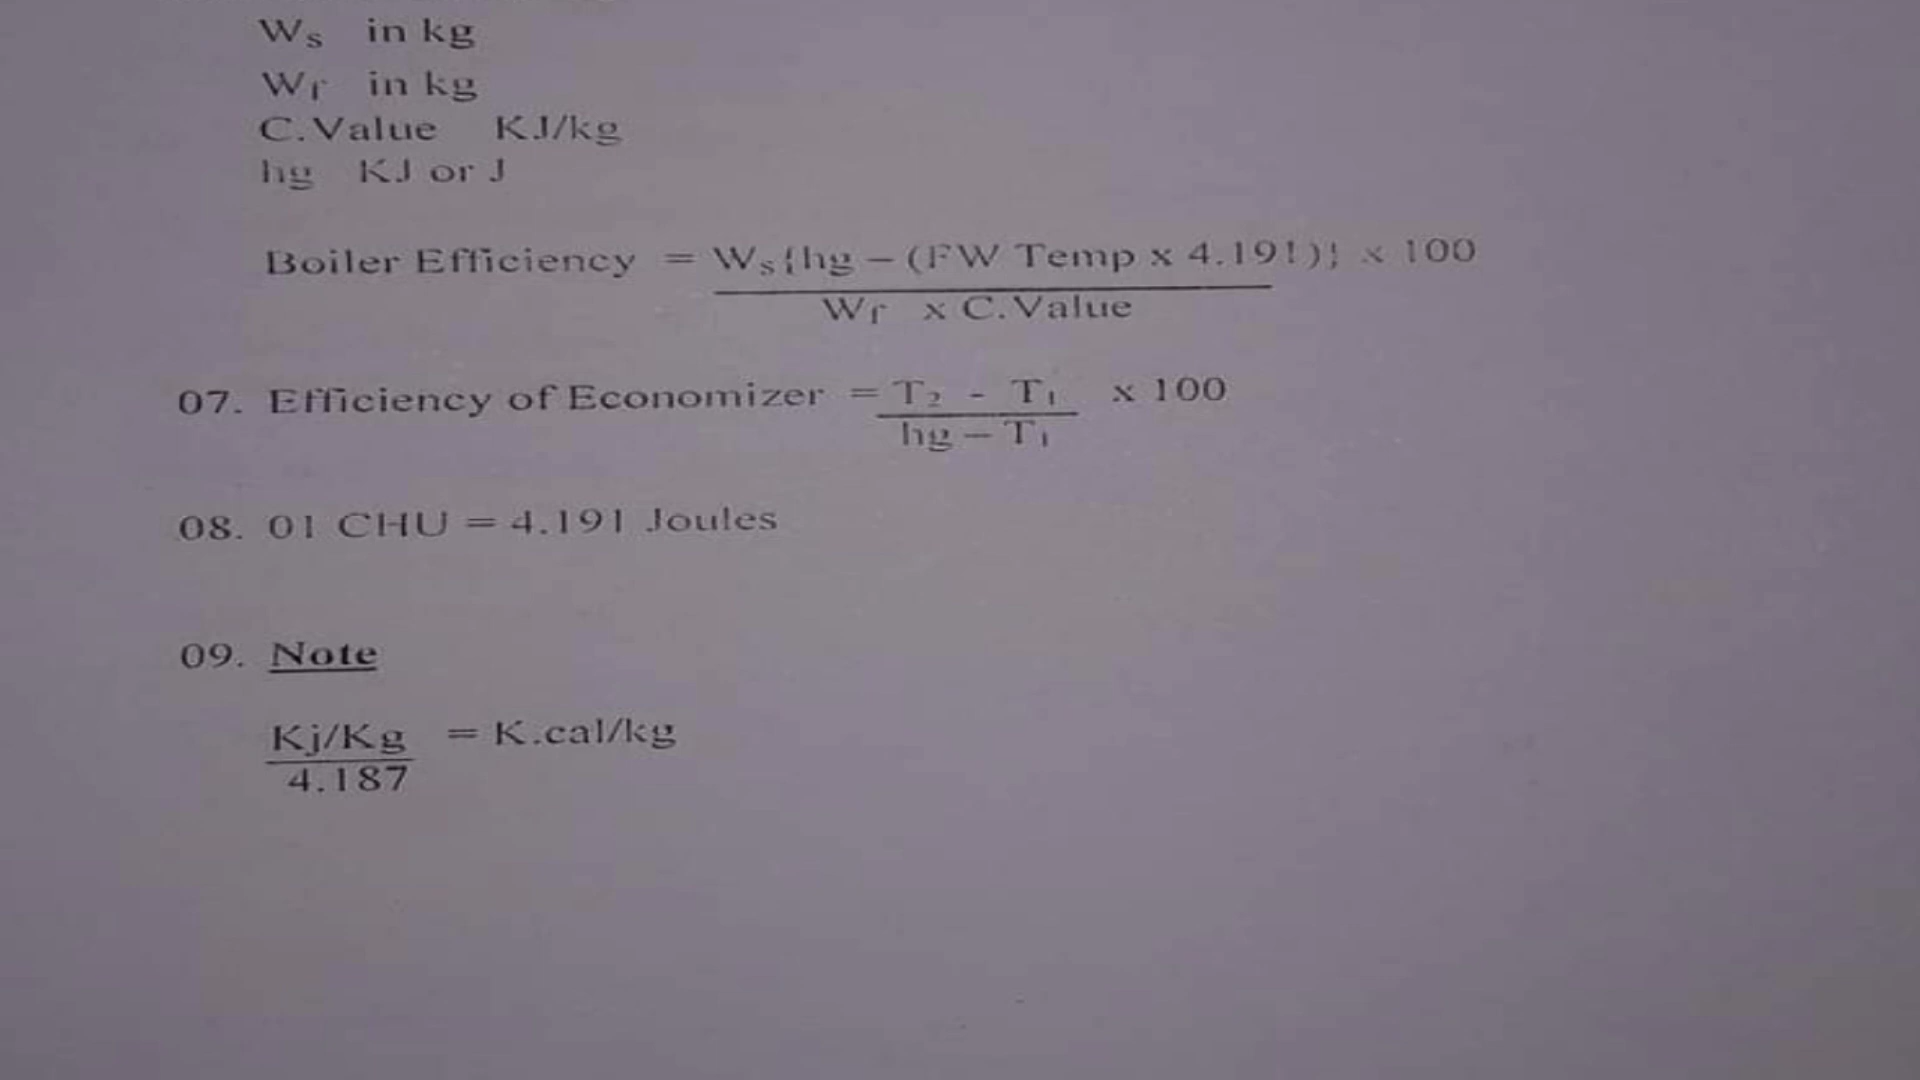 Ws in kg
Wf in kg
C.Value KJ/kg
hg KJ or J
Boiler Efficiency = Ws{hg – (FW Temp x 4.191)} x 100
Wf x C.Value
07. Efficiency of Economizer = T2 - T1 x 100
hg – T1
08. 01 CHU = 4.191 Joules
09. Note
Kj/Kg = K.cal/kg
4.187